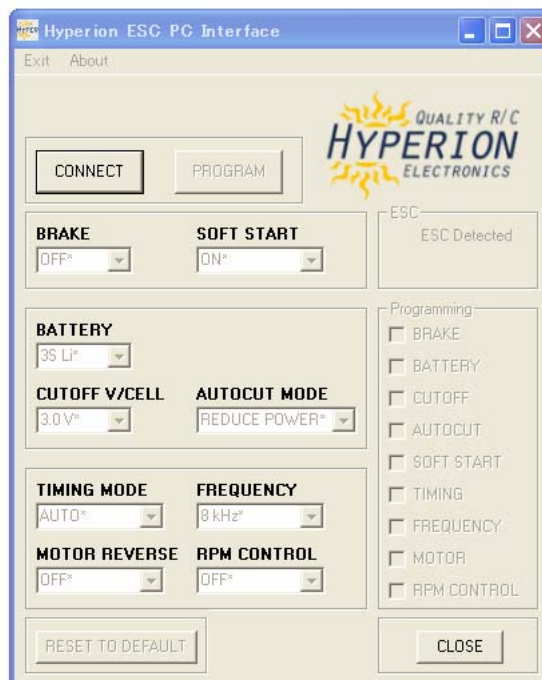 Hyperion ESC PC Interface
Exit About
QUALITY R/C
HYPERION
ELECTRONICS
CONNECT PROGRAM
ESC
ESC Detected
BRAKE SOFT START
OFF* ON*
BATTERY
3S Li*
CUTOFF V/CELL AUTOCUT MODE
3.0 V* REDUCE POWER*
TIMING MODE FREQUENCY
AUTO* 8 kHz*
MOTOR REVERSE RPM CONTROL
OFF* OFF*
Programming
BRAKE
BATTERY
CUTOFF
AUTOCUT
SOFT START
TIMING
FREQUENCY
MOTOR
RPM CONTROL
RESET TO DEFAULT
CLOSE